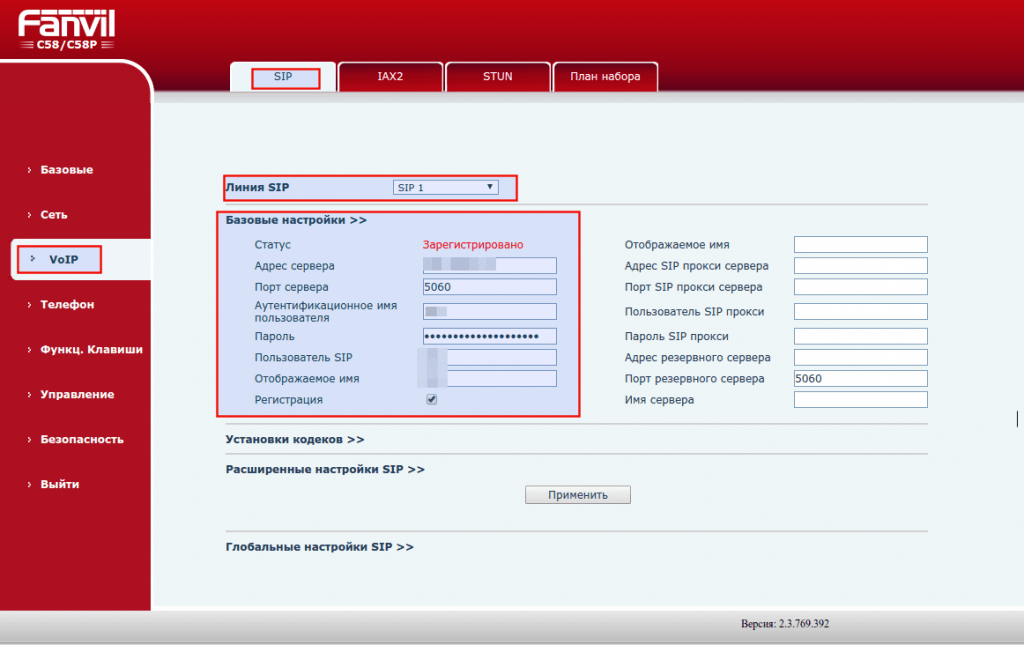 Fanvil
C58/C58P
SIP
IAX2
STUN
План набора
Базовые
Сеть
VoIP
Телефон
Функц. Клавиши
Управление
Безопасность
Выйти
Линия SIP SIP 1
Базовые настройки >>
Статус Зарегистрировано Отображаемое имя
Адрес сервера Адрес SIP прокси сервера
Порт сервера 5060 Порт SIP прокси сервера
Аутентификационное имя
пользователя Пользователь SIP прокси
Пароль •••••••••••••••••••• Пароль SIP прокси
Пользователь SIP Адрес резервного сервера
Отображаемое имя Порт резервного сервера 5060
Регистрация Имя сервера
Установки кодеков >>
Расширенные настройки SIP >>
Применить
Глобальные настройки SIP >>
Версия: 2.3.769.392